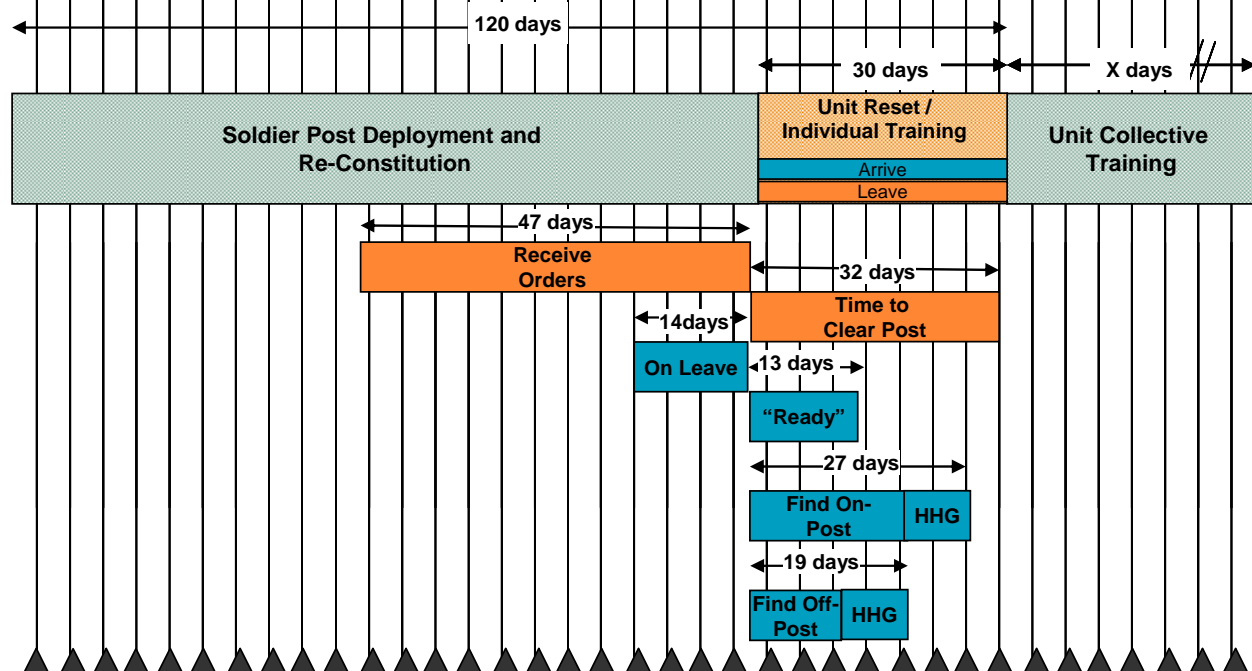 120 days
30 days
X days
Soldier Post Deployment and
Re-Constitution
Unit Reset /
Individual Training
Arrive
Leave
Unit Collective
Training
47 days
Receive
Orders
32 days
Time to
Clear Post
14days
On Leave
13 days
“Ready”
27 days
Find On-
Post
HHG
19 days
Find Off-
Post
HHG